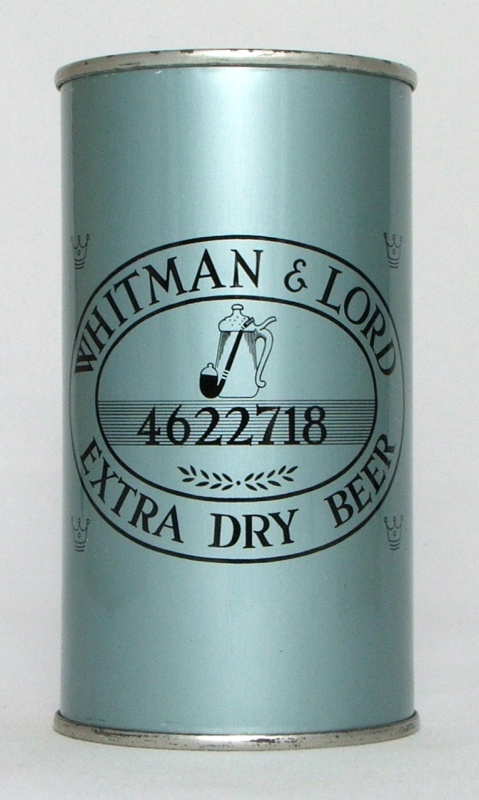 WHITMAN & LORD
4622718
EXTRA DRY BEER